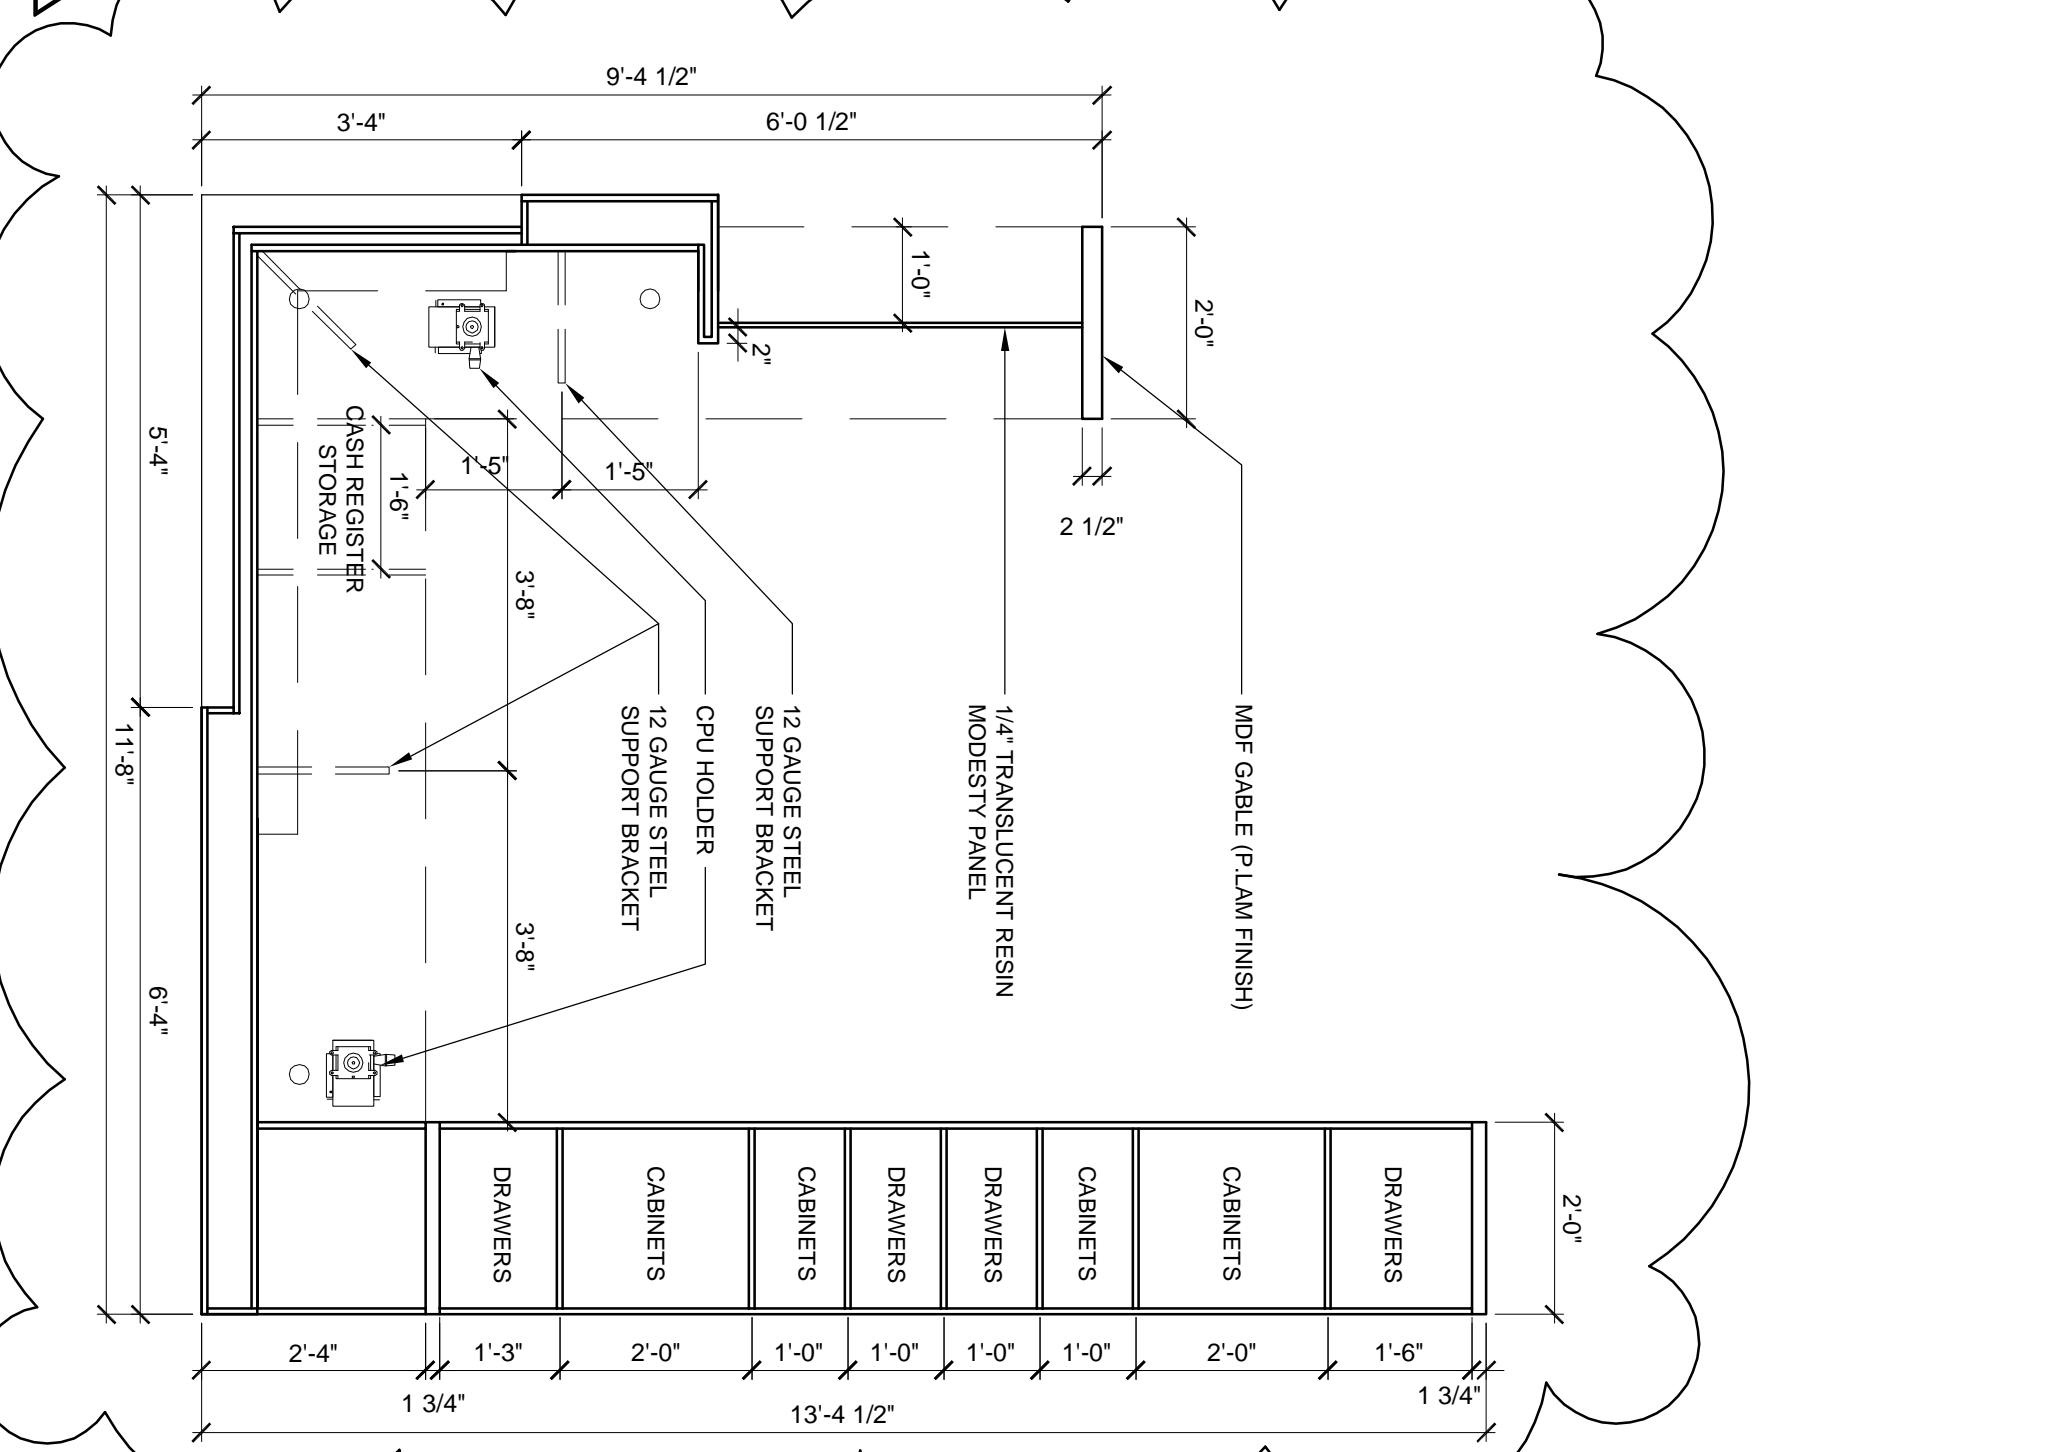 9'-4 1/2"
3'-4"
6'-0 1/2"
1'-0"
2'-0"
2"
5'-4"
11'-8"
6'-4"
CASH REGISTER
STORAGE
1'-6"
1'-5"
1'-5"
2 1/2"
3'-8"
3'-8"
12 GAUGE STEEL
SUPPORT BRACKET
CPU HOLDER
12 GAUGE STEEL
SUPPORT BRACKET
1/4" TRANSLUCENT RESIN
MODESTY PANEL
MDF GABLE (P.LAM FINISH)
DRAWERS
CABINETS
CABINETS
DRAWERS
DRAWERS
CABINETS
CABINETS
DRAWERS
2'-0"
2'-4"
1'-3"
2'-0"
1'-0"
1'-0"
1'-0"
1'-0"
2'-0"
1'-6"
1 3/4"
1 3/4"
13'-4 1/2"